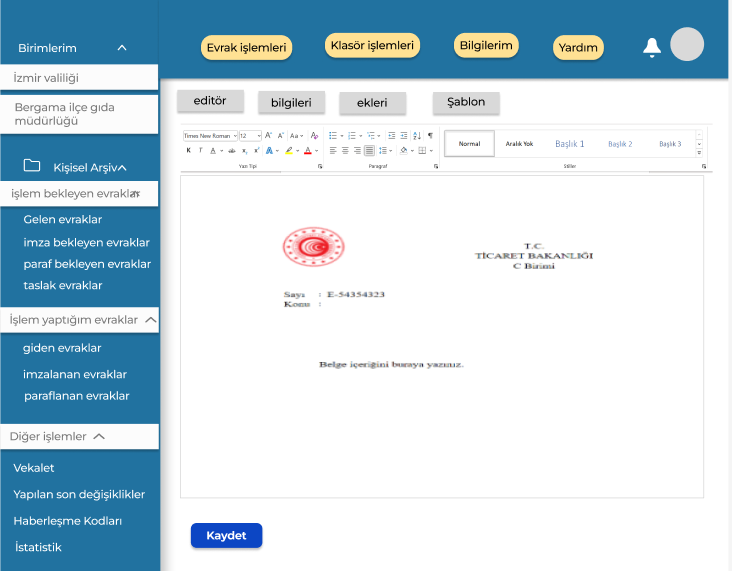 Birimlerim
Evrak işlemleri
Klasör işlemleri
Bilgilerim
Yardım
İzmir valiliği
Bergama ilçe gıda
müdürlüğü
Kişisel Arşiv
işlem bekleyen evraklar
Gelen evraklar
imza bekleyen evraklar
paraf bekleyen evraklar
taslak evraklar
İşlem yaptığım evraklar
giden evraklar
imzalanan evraklar
paraflanan evraklar
Diğer işlemler
Vekalet
Yapılan son değişiklikler
Haberleşme Kodları
İstatistik
editör
bilgileri
ekleri
Şablon
Times New Roman 12 A˄ A˅ Aa Ap
K T A ab x, x² A A
Normal Aralık Yok Başlık 1 Başlık 2 Başlık 3
Yazı Tipi Paragraf Stiller
T.C.
TİCARET BAKANLIĞI
C Birimi
Sayı : E-54354323
Konu :
Belge içeriğini buraya yazınız.
Kaydet